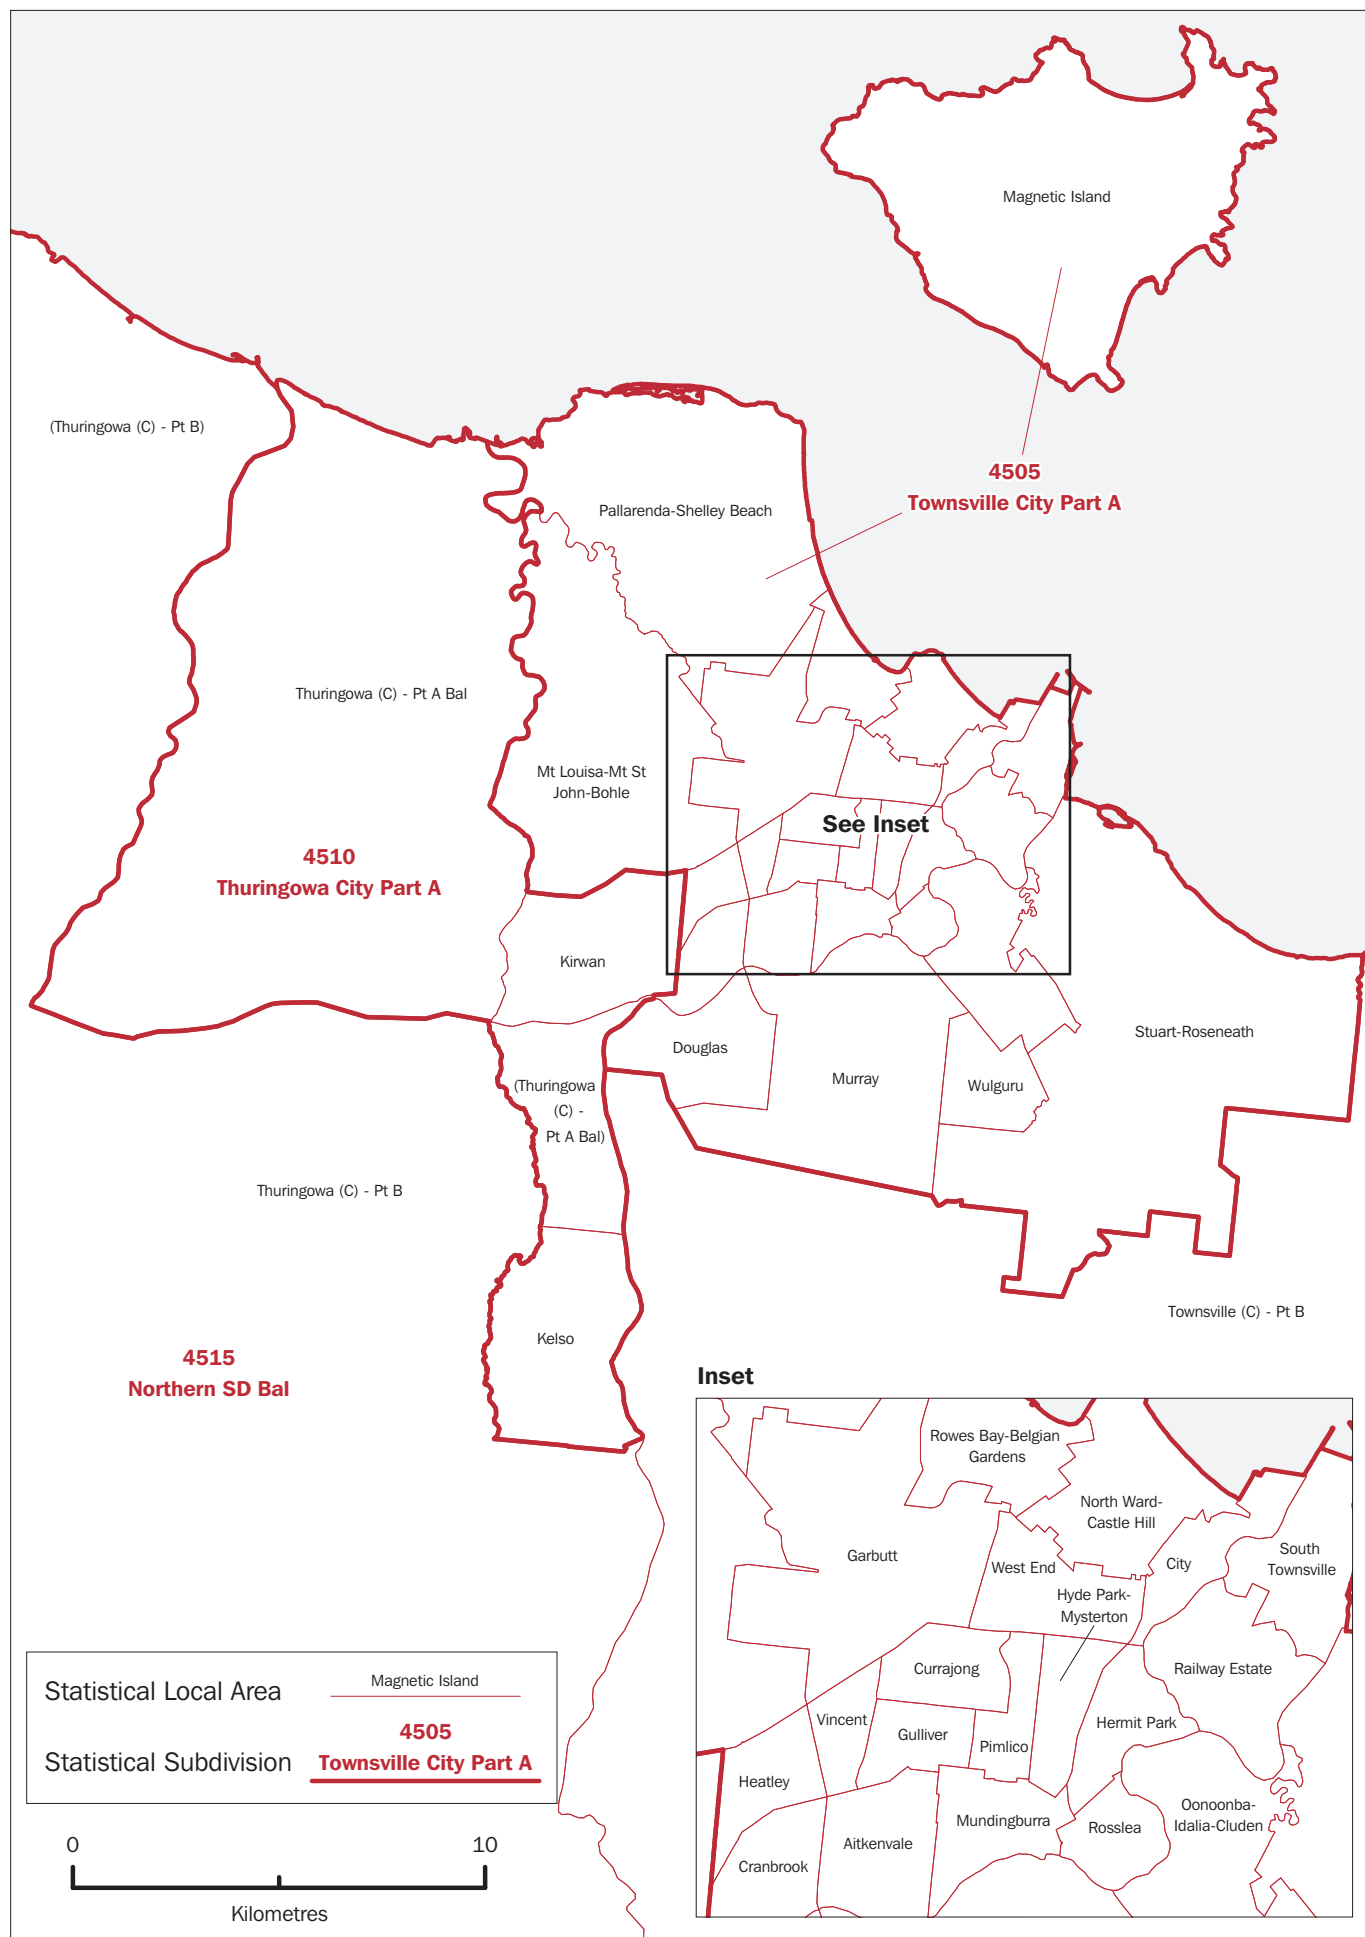 Magnetic Island
(Thuringowa (C) - Pt B)
4505
Townsville City Part A
Pallarenda-Shelley Beach
Thuringowa (C) - Pt A Bal
Mt Louisa-Mt St
John-Bohle
See Inset
4510
Thuringowa City Part A
Kirwan
Stuart-Roseneath
Douglas
Murray
Wulguru
(Thuringowa
(C) -
Pt A Bal)
Thuringowa (C) - Pt B
Townsville (C) - Pt B
Kelso
4515
Northern SD Bal
Inset
Rowes Bay-Belgian
Gardens
North Ward-
Castle Hill
Garbutt
West End
City
South
Townsville
Hyde Park-
Mysterton
Currajong
Railway Estate
Vincent
Gulliver
Pimlico
Hermit Park
Heatley
Mundingburra
Rosslea
Oonoonba-
Idalia-Cluden
Aitkenvale
Cranbrook
Statistical Local Area
Magnetic Island
Statistical Subdivision
4505
Townsville City Part A
0 10
Kilometres